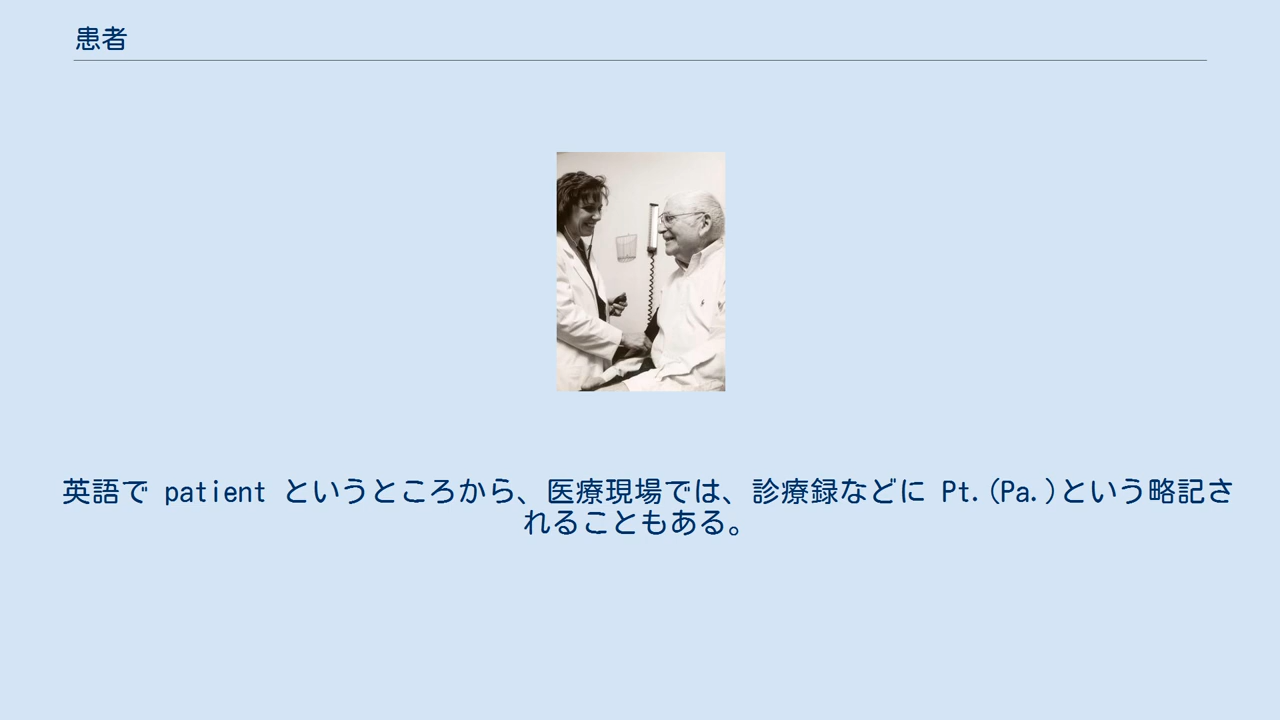 患者
英語で patient というところから、医療現場では、診療録などに Pt.(Pa.)という略記さ
れることもある。